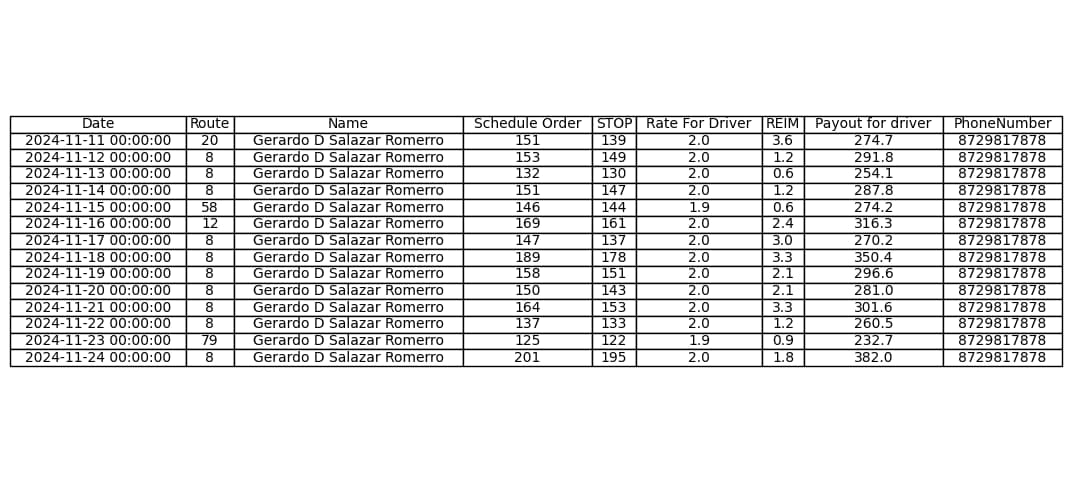 Date Route Name Schedule Order STOP Rate For Driver REIM Payout for driver PhoneNumber
2024-11-11 00:00:00 20 Gerardo D Salazar Romerro 151 139 2.0 3.6 274.7 8729817878
2024-11-12 00:00:00 8 Gerardo D Salazar Romerro 153 149 2.0 1.2 291.8 8729817878
2024-11-13 00:00:00 8 Gerardo D Salazar Romerro 132 130 2.0 0.6 254.1 8729817878
2024-11-14 00:00:00 8 Gerardo D Salazar Romerro 151 147 2.0 1.2 287.8 8729817878
2024-11-15 00:00:00 58 Gerardo D Salazar Romerro 146 144 1.9 0.6 274.2 8729817878
2024-11-16 00:00:00 12 Gerardo D Salazar Romerro 169 161 2.0 2.4 316.3 8729817878
2024-11-17 00:00:00 8 Gerardo D Salazar Romerro 147 137 2.0 3.0 270.2 8729817878
2024-11-18 00:00:00 8 Gerardo D Salazar Romerro 189 178 2.0 3.3 350.4 8729817878
2024-11-19 00:00:00 8 Gerardo D Salazar Romerro 158 151 2.0 2.1 296.6 8729817878
2024-11-20 00:00:00 8 Gerardo D Salazar Romerro 150 143 2.0 2.1 281.0 8729817878
2024-11-21 00:00:00 8 Gerardo D Salazar Romerro 164 153 2.0 3.3 301.6 8729817878
2024-11-22 00:00:00 8 Gerardo D Salazar Romerro 137 133 2.0 1.2 260.5 8729817878
2024-11-23 00:00:00 79 Gerardo D Salazar Romerro 125 122 1.9 0.9 232.7 8729817878
2024-11-24 00:00:00 8 Gerardo D Salazar Romerro 201 195 2.0 1.8 382.0 8729817878